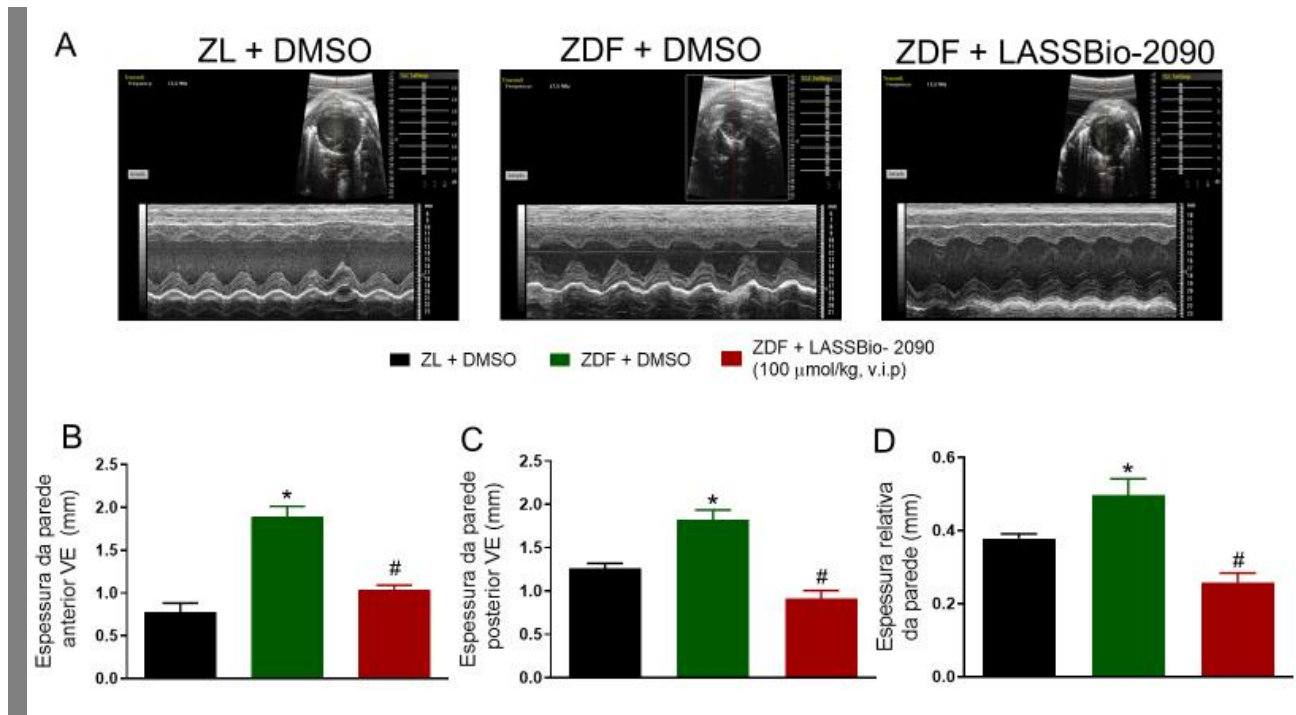 A
ZL + DMSO
ZDF + DMSO
ZDF + LASSBio-2090
ZL + DMSO
ZDF + DMSO
ZDF + LASSBio- 2090
(100 μmol/kg, v.i.p)
B
Espessura da parede
anterior VE (mm)
2.5
2.0
1.5
1.0
0.5
0.0
*
#
C
Espessura da parede
posterior VE (mm)
2.5
2.0
1.5
1.0
0.5
0.0
*
#
D
Espessura relativa
da parede (mm)
0.6
0.4
0.2
0.0
*
#